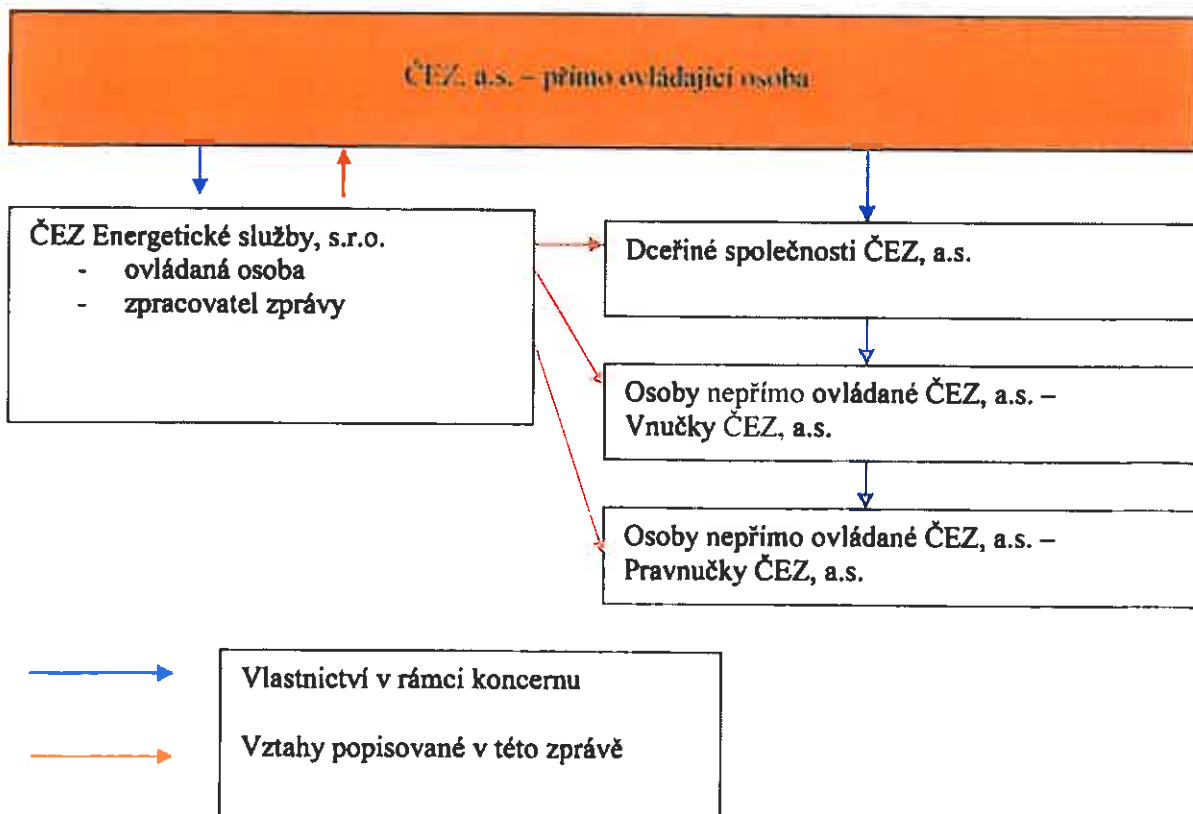 ČEZ, a.s. – přímo ovládající osoba
ČEZ Energetické služby, s.r.o.
- ovládaná osoba
- zpracovatel zprávy
Dceřiné společnosti ČEZ, a.s.
Osoby nepřímo ovládané ČEZ, a.s. –
Vnučky ČEZ, a.s.
Osoby nepřímo ovládané ČEZ, a.s. –
Pravnučky ČEZ, a.s.
Vlastnictví v rámci koncernu
Vztahy popisované v této zprávě